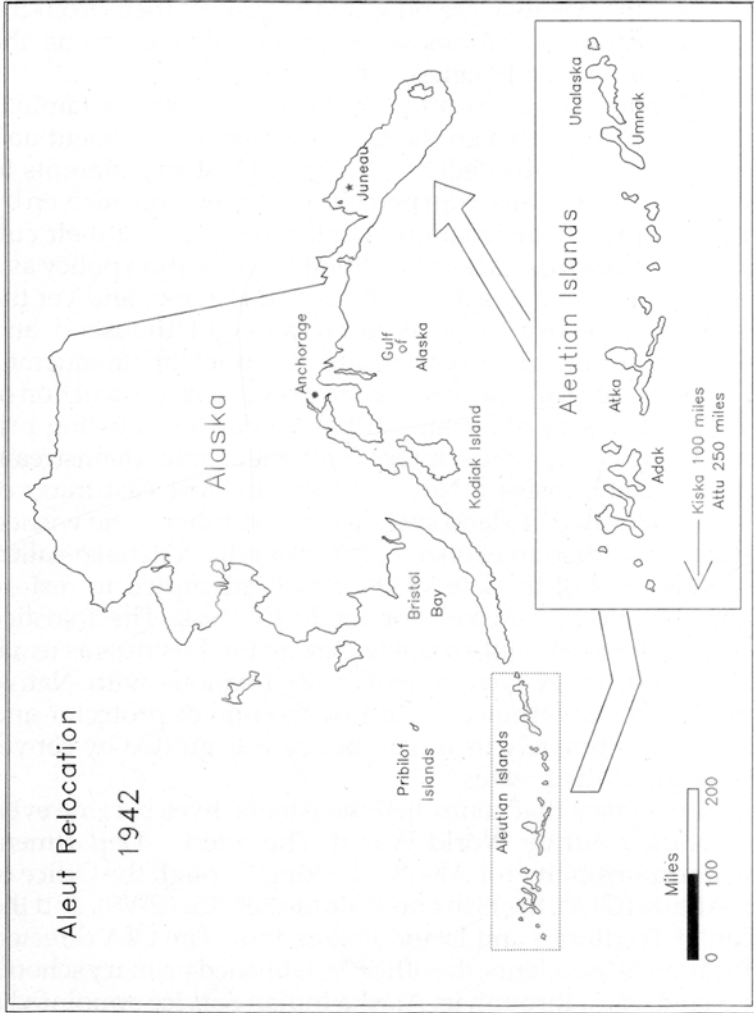 Aleut Relocation
1942
Alaska
Anchorage
Juneau
Gulf
of
Alaska
Kodiak Island
Bristol
Bay
Pribilof
Islands
Aleutian Islands
Miles
0 100 200
Aleutian Islands
Unalaska
Umnak
Atka
Adak
Kiska 100 miles
Attu 250 miles